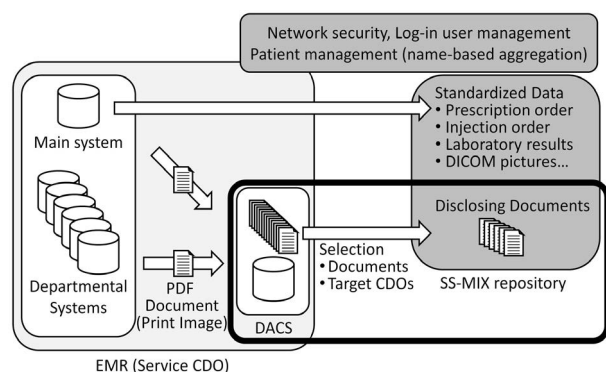 Network security, Log-in user management
Patient management (name-based aggregation)
Main system
Standardized Data
• Prescription order
• Injection order
• Laboratory results
• DICOM pictures...
Departmental
Systems
PDF
Document
(Print Image)
DACS
Selection
• Documents
• Target CDOs
Disclosing Documents
SS-MIX repository
EMR (Service CDO)